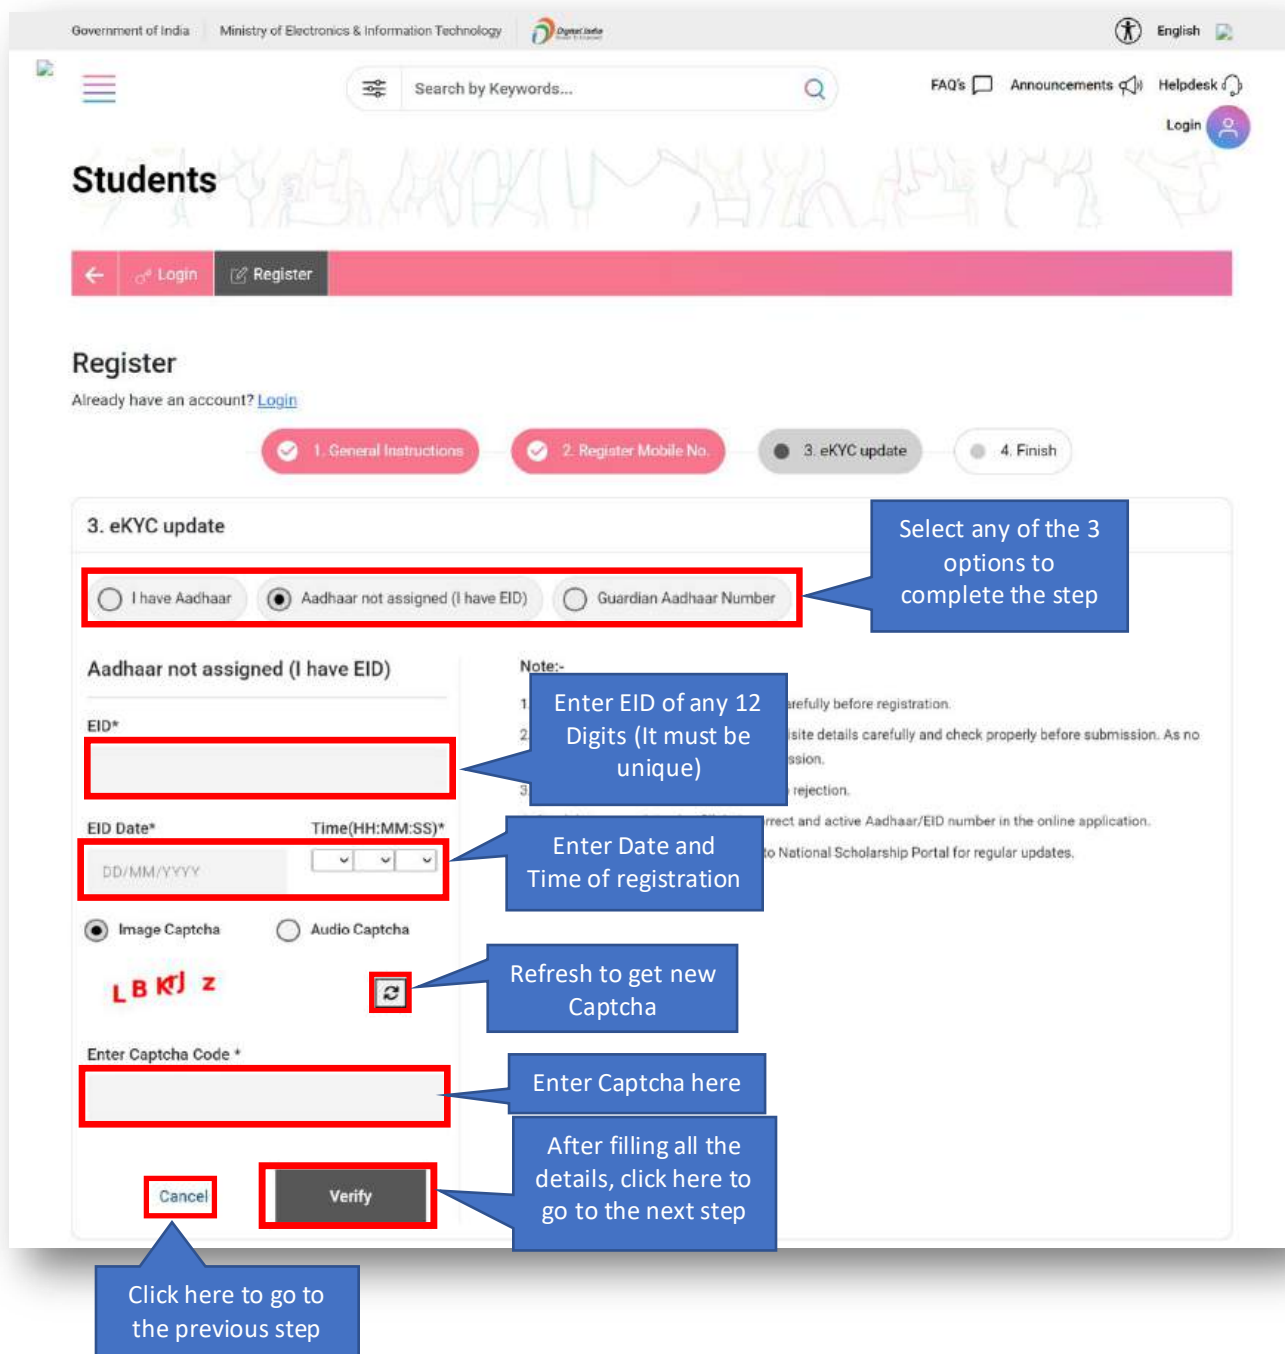 Government of India
Ministry of Electronics & Information Technology
Digital India
English
Search by Keywords...
FAQ's
Announcements
Helpdesk
Login
Students
Login
Register
Register
Already have an account? Login
1. General Instructions
2. Register Mobile No.
3. eKYC update
4. Finish
3. eKYC update
Select any of the 3
options to
complete the step
I have Aadhaar
Aadhaar not assigned (I have EID)
Guardian Aadhaar Number
Aadhaar not assigned (I have EID)
Note:-
1.
arefully before registration.
2.
isite details carefully and check properly before submission. As no
ssion.
3.
rejection.
rrect and active Aadhaar/EID number in the online application.
to National Scholarship Portal for regular updates.
Enter EID of any 12
Digits (It must be
unique)
EID*
EID Date*
Time(HH:MM:SS)*
DD/MM/YYYY
Enter Date and
Time of registration
Image Captcha
Audio Captcha
L B K T J z
Refresh to get new
Captcha
Enter Captcha Code *
Enter Captcha here
After filling all the
details, click here to
go to the next step
Cancel
Verify
Click here to go to
the previous step